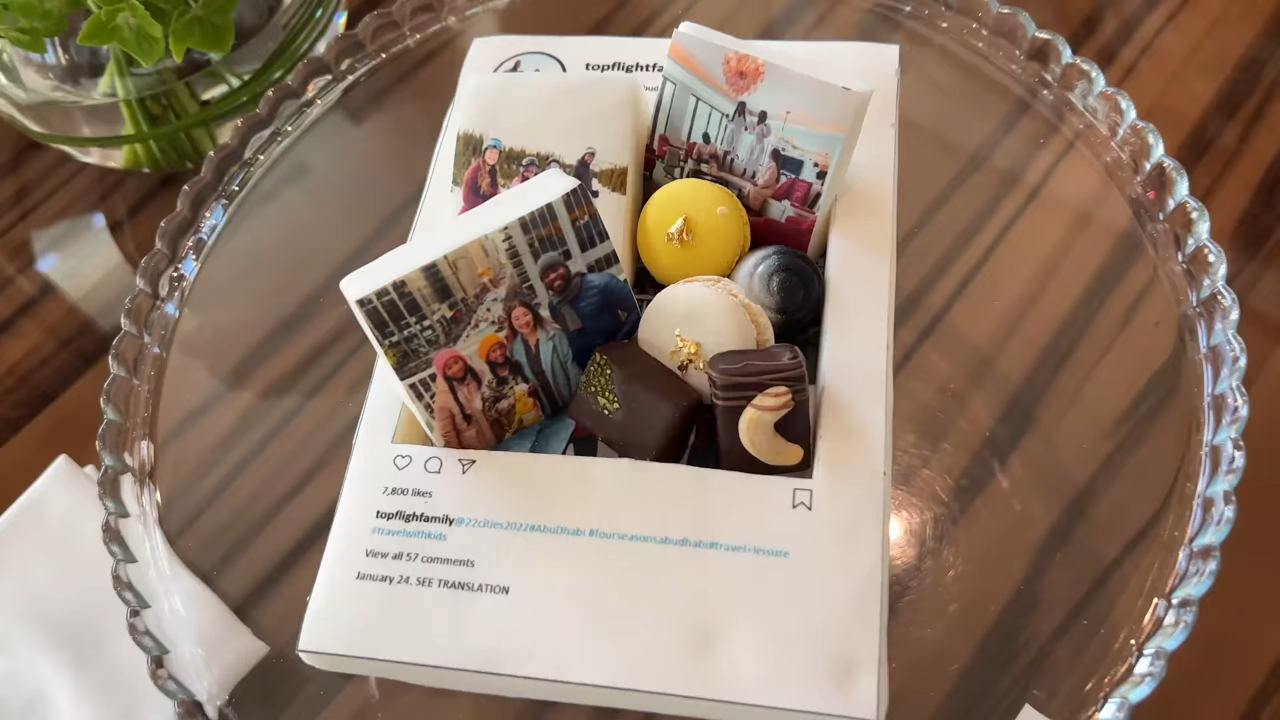 topflightfa
7,800 likes
topflighfamily@22cities2022#AbuDhabi #fourseasonsabudhabi#travel+leisure
#travelwithkids
View all 57 comments
January 24. SEE TRANSLATION